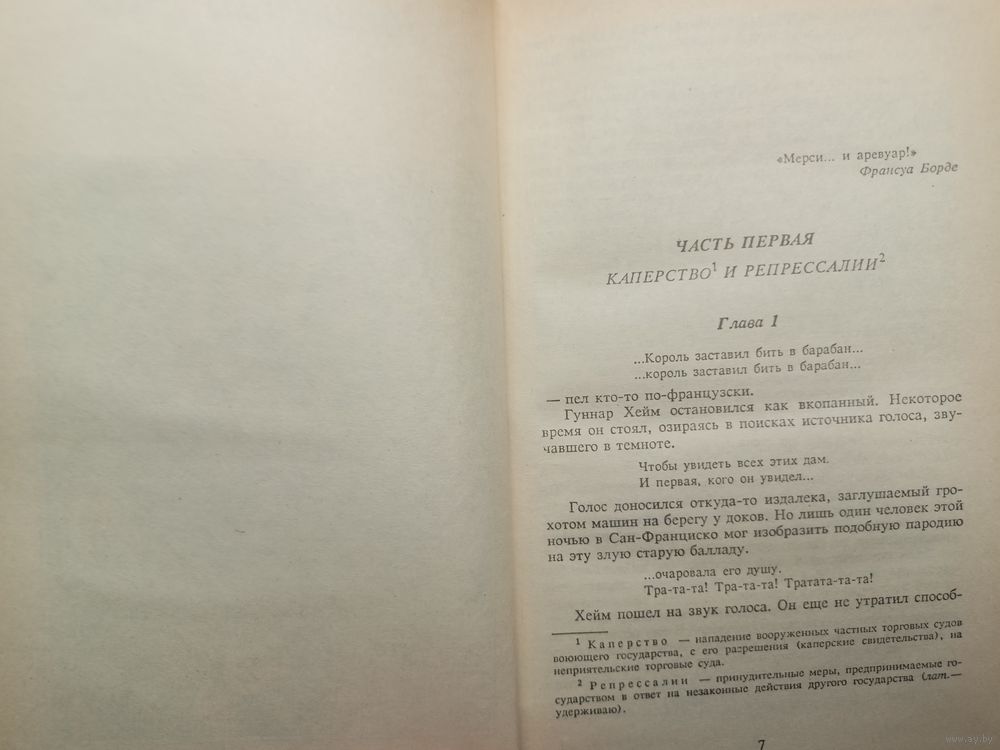 «Мерси... и аревуар!»
Франсуа Борде
ЧАСТЬ ПЕРВАЯ
КАПЕРСТВО¹ И РЕПРЕССАЛИИ²
Глава 1
...Король заставил бить в барабан...
...король заставил бить в барабан...
— пел кто-то по-французски.
Гуннар Хейм остановился как вкопанный. Некоторое
время он стоял, озираясь в поисках источника голоса, зву-
чавшего в темноте.
Чтобы увидеть всех этих дам.
И первая, кого он увидел...
Голос доносился откуда-то издалека, заглушаемый гро-
хотом машин на берегу у доков. Но лишь один человек этой
ночью в Сан-Франциско мог изобразить подобную пародию
на эту злую старую балладу.
...очаровала его душу.
Тра-та-та! Тра-та-та! Тратата-та-та!
Хейм пошел на звук голоса. Он еще не утратил способ-
¹ Каперство — нападение вооруженных частных торговых судов
воюющего государства, с его разрешения (каперские свидетельства), на
неприятельские торговые суда.
² Репрессалии — принудительные меры, предпринимаемые го-
сударством в ответ на незаконные действия другого государства (лат.—
удерживаю).
7
www.ay.by